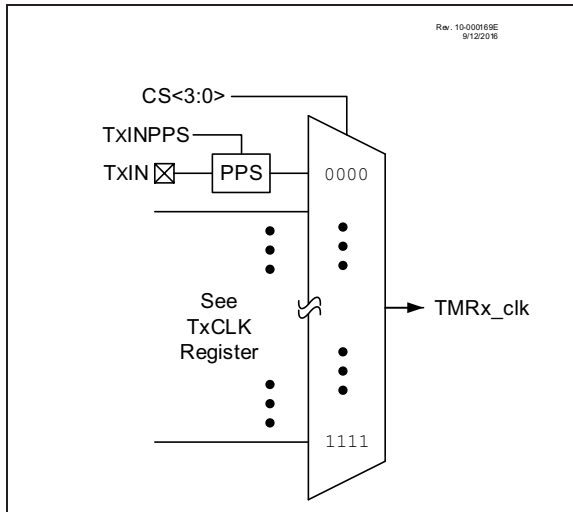 Rev. 10-000169E
9/12/2016
CS<3:0>
TxINPPS
TxIN
PPS
0000
See
TxCLK
Register
TMRx_clk
1111